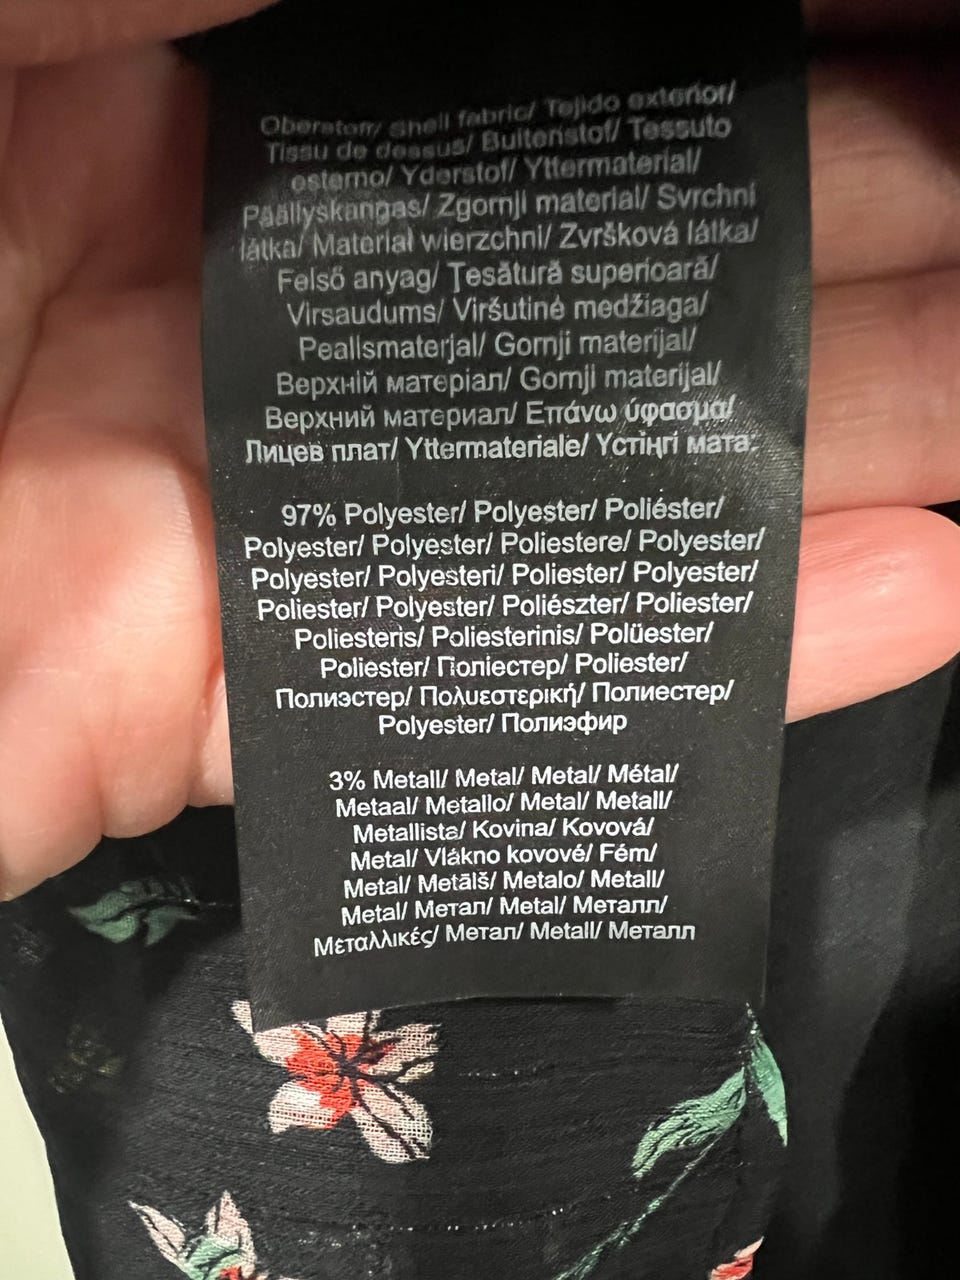 Oberstoff/ Shell fabric/ Tejido exterior/
Tissu de dessus/ Buitenstof/ Tessuto
esterno/ Yderstof/ Yttermaterial/
Päällyskangas/ Zgornji material/ Svrchní
látka/ Materiał wierzchni/ Zvršková látka/
Felső anyag/ Ţesătură superioară/
Virsaudums/ Viršutinė medžiaga/
Pealismaterjal/ Gornji materijal/
Верхній матеріал/ Gornji materijal/
Верхний материал/ Επάνω ύφασμα/
Лицев плат/ Yttermateriale/ Үстіңгі мата:
97% Polyester/ Polyester/ Poliéster/
Polyester/ Polyester/ Poliestere/ Polyester/
Polyester/ Polyesteri/ Poliester/ Polyester/
Poliester/ Polyester/ Poliészter/ Poliester/
Poliesteris/ Poliesterinis/ Polüester/
Poliester/ Поліестер/ Poliester/
Полиэстер/ Πολυεστερική/ Полиестер/
Polyester/ Полиэфир
3% Metall/ Metal/ Metal/ Métal/
Metaal/ Metallo/ Metal/ Metall/
Metallista/ Kovina/ Kovová/
Metal/ Vlákno kovové/ Fém/
Metal/ Metālš/ Metalo/ Metall/
Metal/ Метал/ Metal/ Металл/
Μεταλλικές/ Метал/ Metall/ Металл